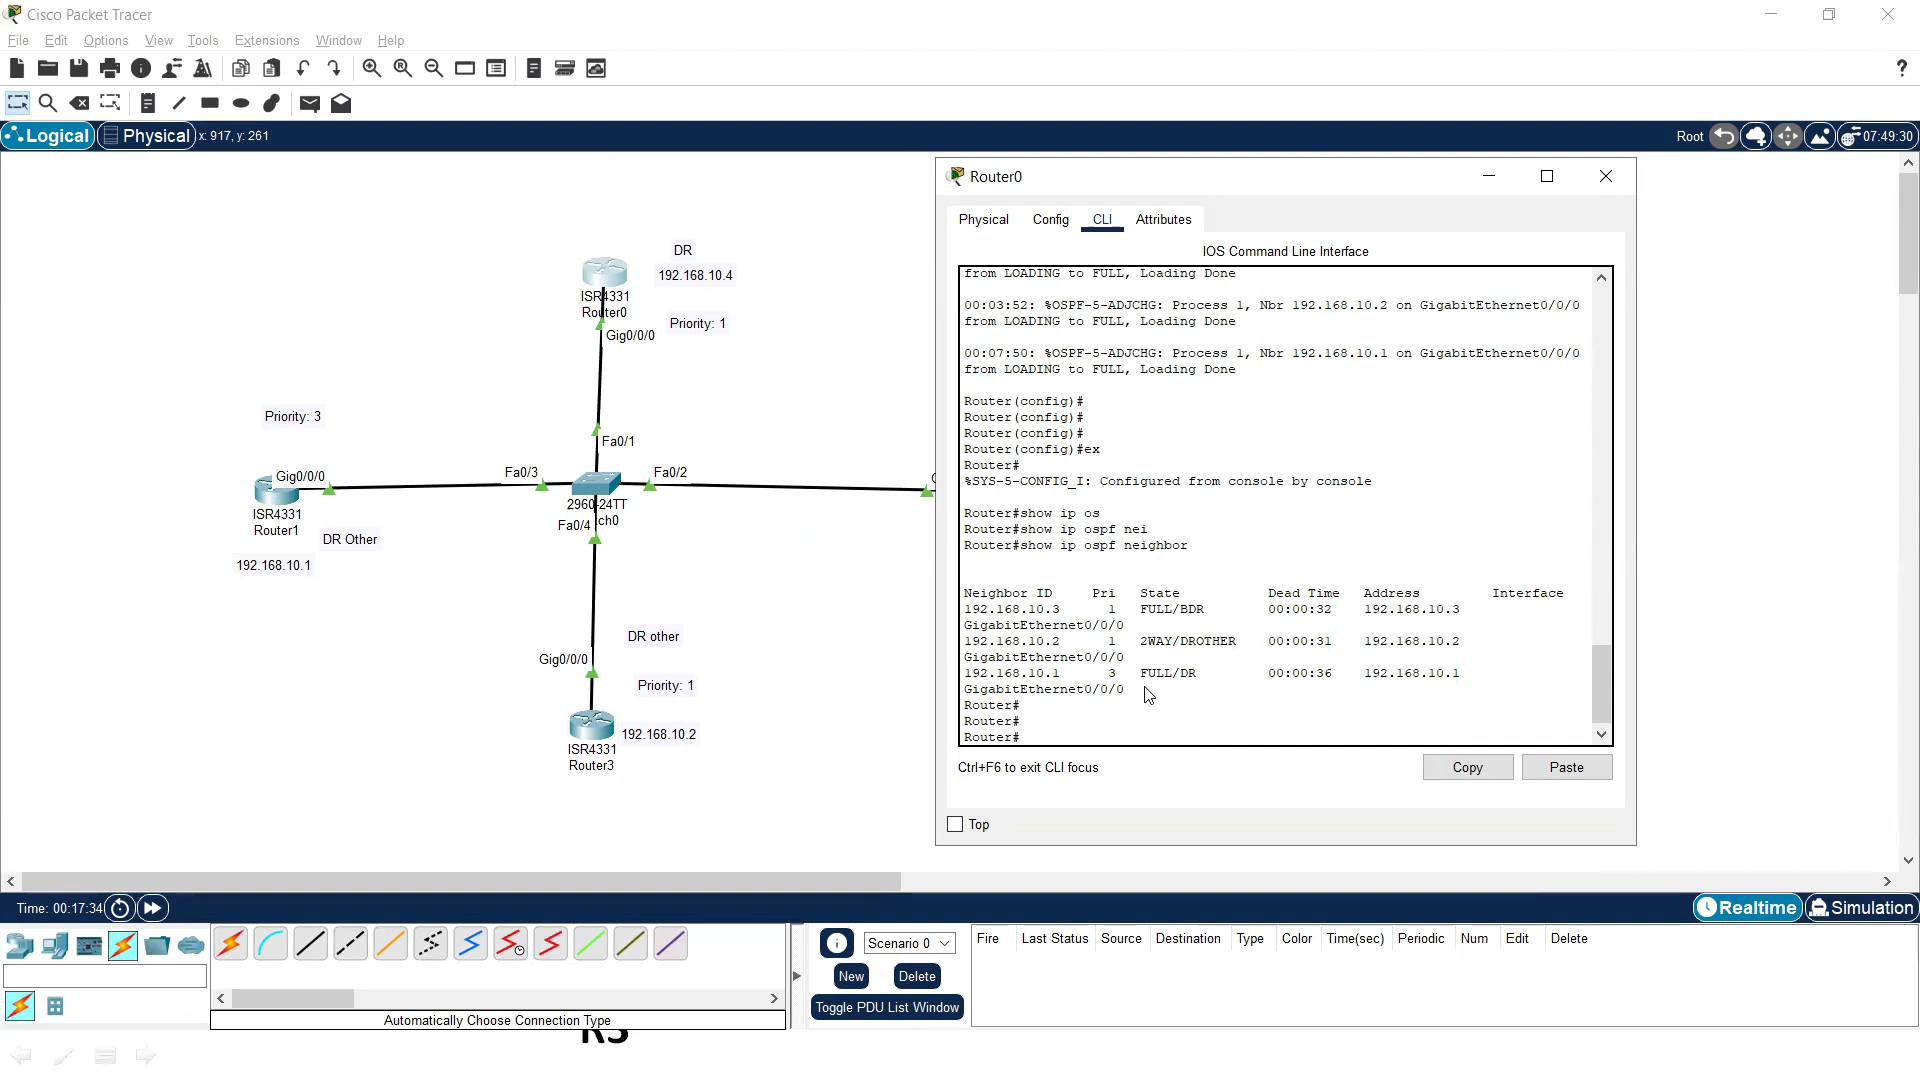 Cisco Packet Tracer
File Edit Options View Tools Extensions Window Help
?
Logical Physical x: 917, y: 261 Root 07:49:30
DR
192.168.10.4
ISR4331
Router0
Priority: 1
Gig0/0/0
Priority: 3
Fa0/1
Gig0/0/0 Fa0/3 Fa0/2
ISR4331
Router1
2960-24TT
ch0
Fa0/4
DR Other
192.168.10.1
DR other
Gig0/0/0
Priority: 1
192.168.10.2
ISR4331
Router3
Router0
Physical Config CLI Attributes
IOS Command Line Interface
from LOADING to FULL, Loading Done
00:03:52: %OSPF-5-ADJCHG: Process 1, Nbr 192.168.10.2 on GigabitEthernet0/0/0
from LOADING to FULL, Loading Done
00:07:50: %OSPF-5-ADJCHG: Process 1, Nbr 192.168.10.1 on GigabitEthernet0/0/0
from LOADING to FULL, Loading Done
Router(config)#
Router(config)#
Router(config)#
Router(config)#ex
Router#
%SYS-5-CONFIG_I: Configured from console by console
Router#show ip os
Router#show ip ospf nei
Router#show ip ospf neighbor
Neighbor ID Pri State Dead Time Address Interface
192.168.10.3 1 FULL/BDR 00:00:32 192.168.10.3
GigabitEthernet0/0/0
192.168.10.2 1 2WAY/DROTHER 00:00:31 192.168.10.2
GigabitEthernet0/0/0
192.168.10.1 3 FULL/DR 00:00:36 192.168.10.1
GigabitEthernet0/0/0
Router#
Router#
Router#
Ctrl+F6 to exit CLI focus Copy Paste
Top
Time: 00:17:34 Realtime Simulation
Scenario 0
New Delete
Toggle PDU List Window
Fire Last Status Source Destination Type Color Time(sec) Periodic Num Edit Delete
Automatically Choose Connection Type